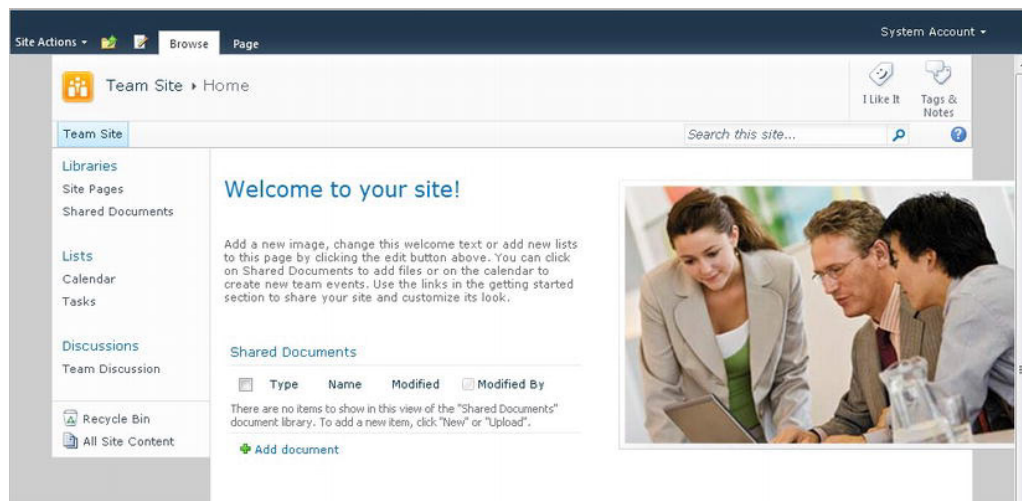 Site Actions
Browse
Page
System Account
Team Site
Home
I Like It
Tags &
Notes
Team Site
Search this site...
Libraries
Site Pages
Shared Documents
Lists
Calendar
Tasks
Discussions
Team Discussion
Recycle Bin
All Site Content
Welcome to your site!
Add a new image, change this welcome text or add new lists
to this page by clicking the edit button above. You can click
on Shared Documents to add files or on the calendar to
create new team events. Use the links in the getting started
section to share your site and customize its look.
Shared Documents
Type Name Modified Modified By
There are no items to show in this view of the "Shared Documents"
document library. To add a new item, click "New" or "Upload".
Add document